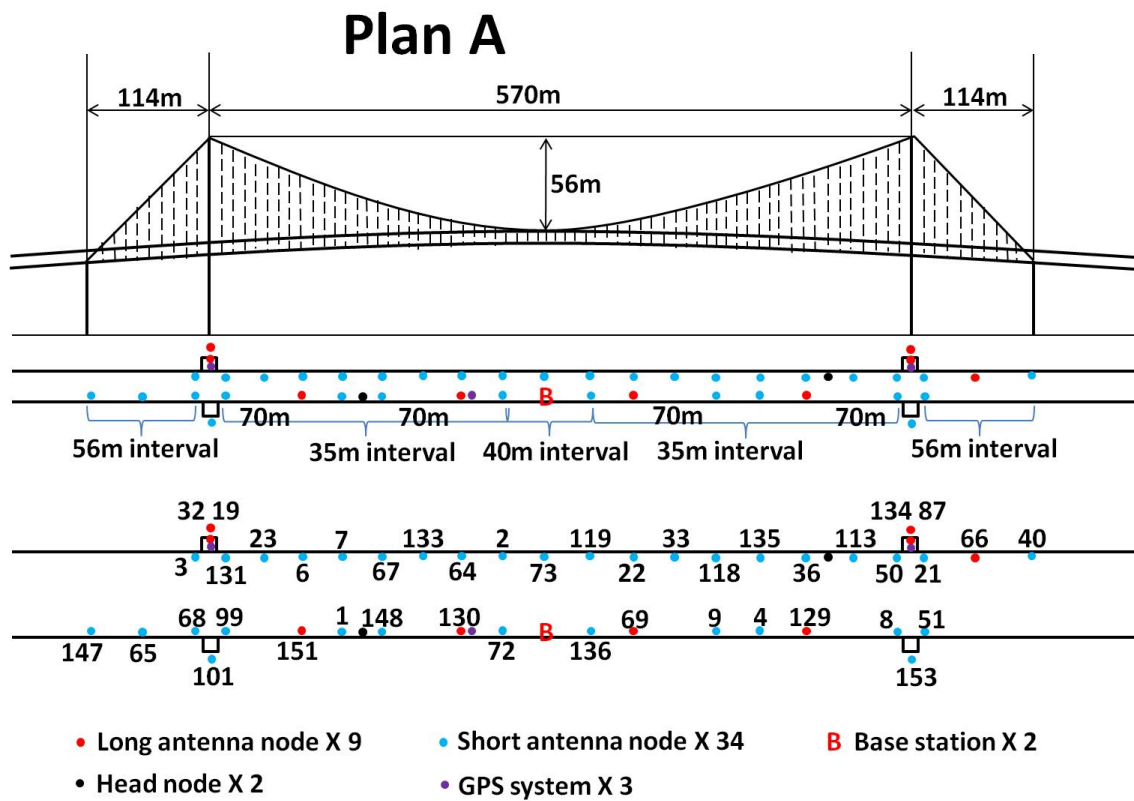 Plan A
114m 570m 114m
56m
B
70m 70m 70m 70m
56m interval 35m interval 40m interval 35m interval 56m interval
32 19 134 87
23 7 133 2 119 33 135 113 66 40
3 131 6 67 64 73 22 118 36 50 21
68 99 1 148 130 B 69 9 4 129 8 51
147 65 151 72 136
101 153
Long antenna node X 9 Short antenna node X 34 B Base station X 2
Head node X 2 GPS system X 3